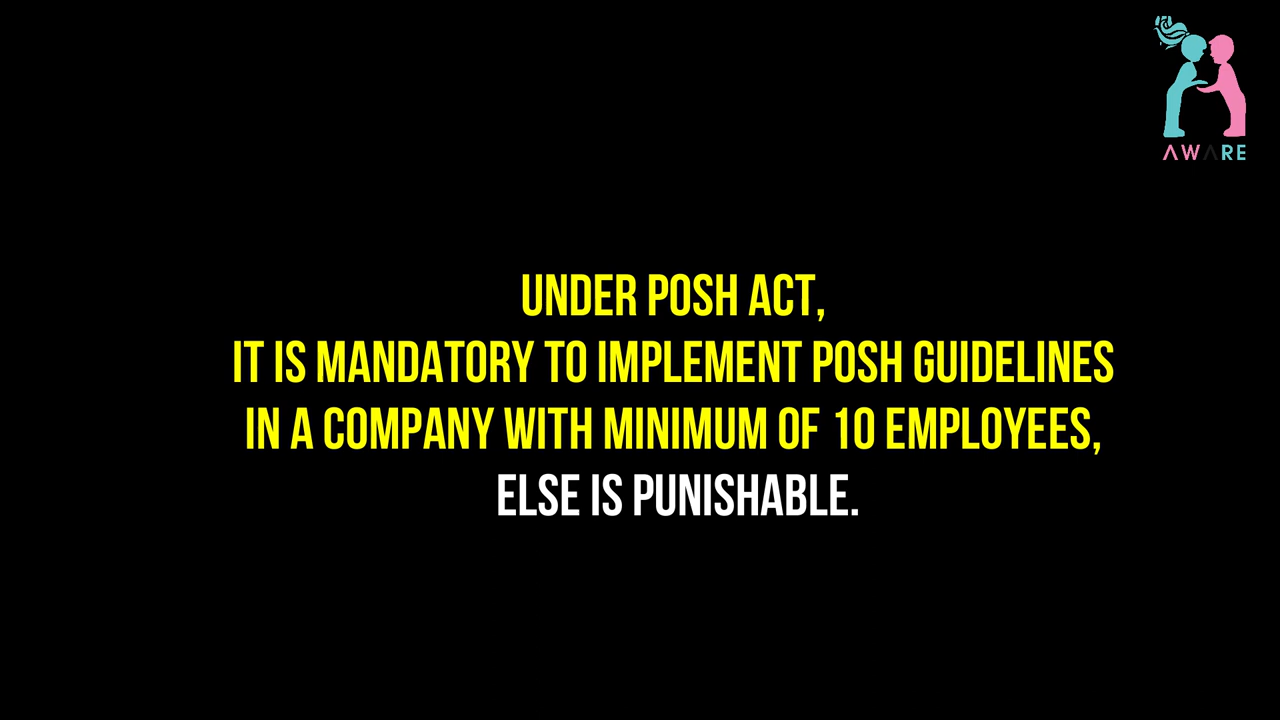 AWARE
UNDER POSH ACT,
IT IS MANDATORY TO IMPLEMENT POSH GUIDELINES
IN A COMPANY WITH MINIMUM OF 10 EMPLOYEES,
ELSE IS PUNISHABLE.